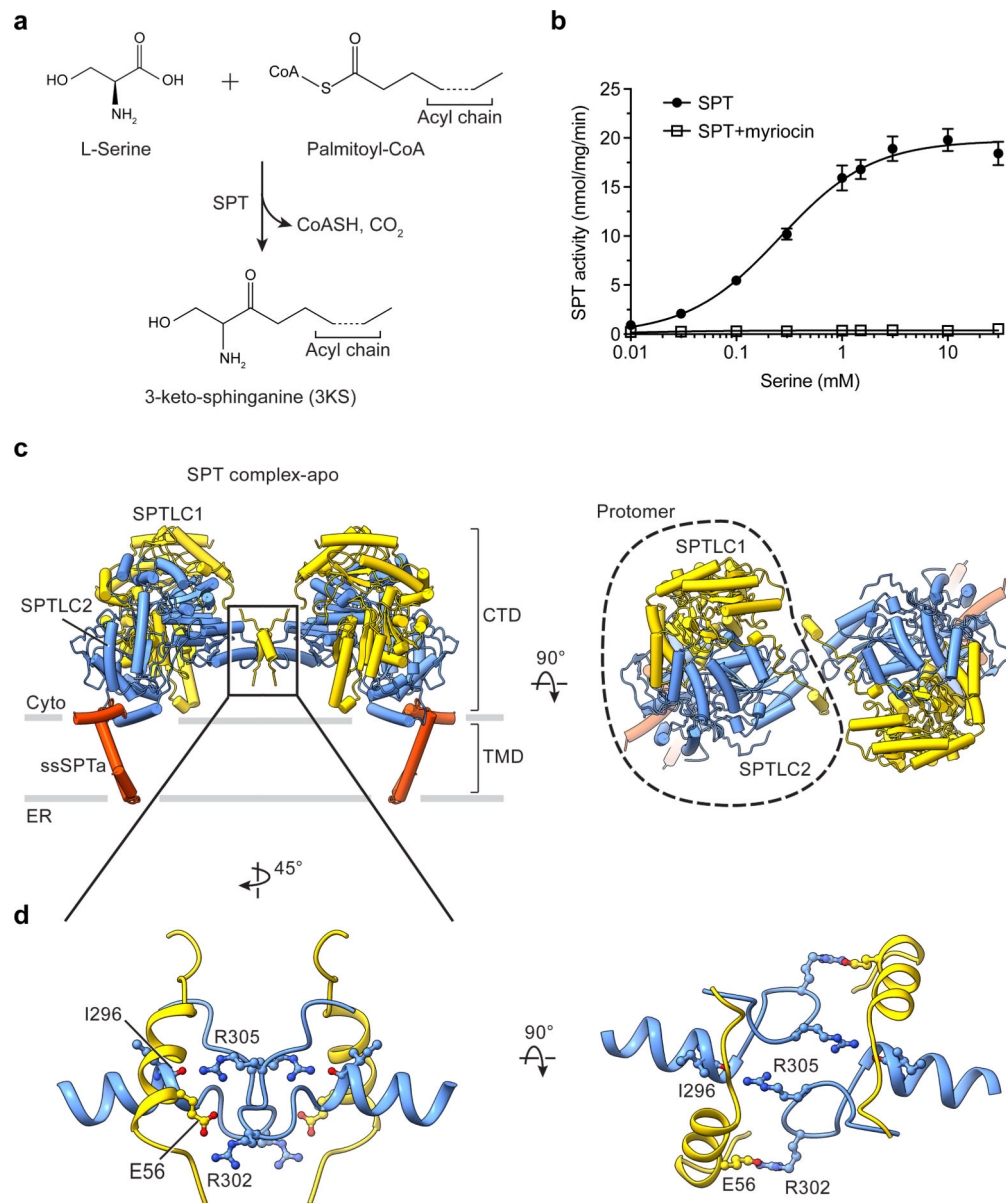 a
HO
O
OH
NH₂
L-Serine
+
CoA
S
O
Acyl chain
Palmitoyl-CoA
SPT
CoASH, CO₂
HO
O
NH₂
Acyl chain
3-keto-sphinganine (3KS)
b
SPT activity (nmol/mg/min)
25
20
15
10
5
0
SPT
SPT+myriocin
0.01
0.1
1
10
Serine (mM)
c
SPT complex-apo
SPTLC1
SPTLC2
Cyto
ssSPTa
ER
CTD
TMD
90°
Protomer
SPTLC1
SPTLC2
45°
d
I296
R305
E56
R302
90°
R305
I296
E56
R302